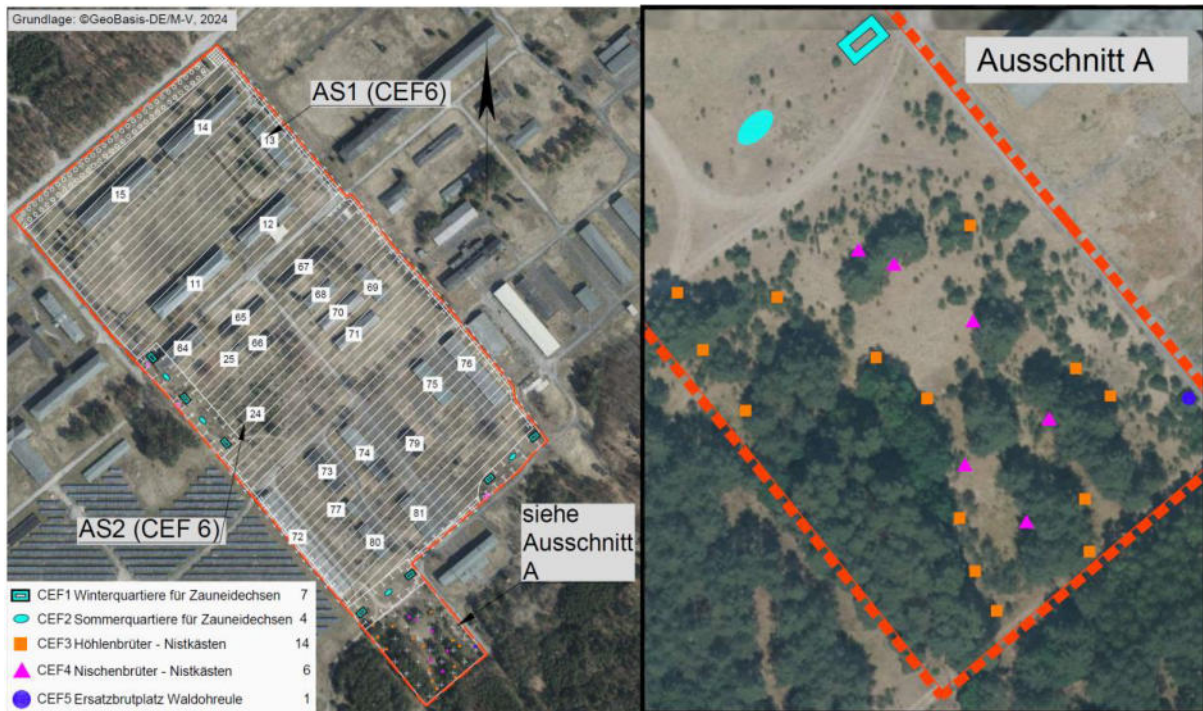 Grundlage: ©GeoBasis-DE/M-V, 2024
AS1 (CEF6)
14
13
15
12
11
67
68
69
70
71
65
66
64
25
76
75
24
74
79
73
77
81
72
80
AS2 (CEF 6)
siehe
Ausschnitt
A
CEF1 Winterquartiere für Zauneidechsen 7
CEF2 Sommerquartiere für Zauneidechsen 4
CEF3 Höhlenbrüter - Nistkästen 14
CEF4 Nischenbrüter - Nistkästen 6
CEF5 Ersatzbrutplatz Waldohreule 1
Ausschnitt A